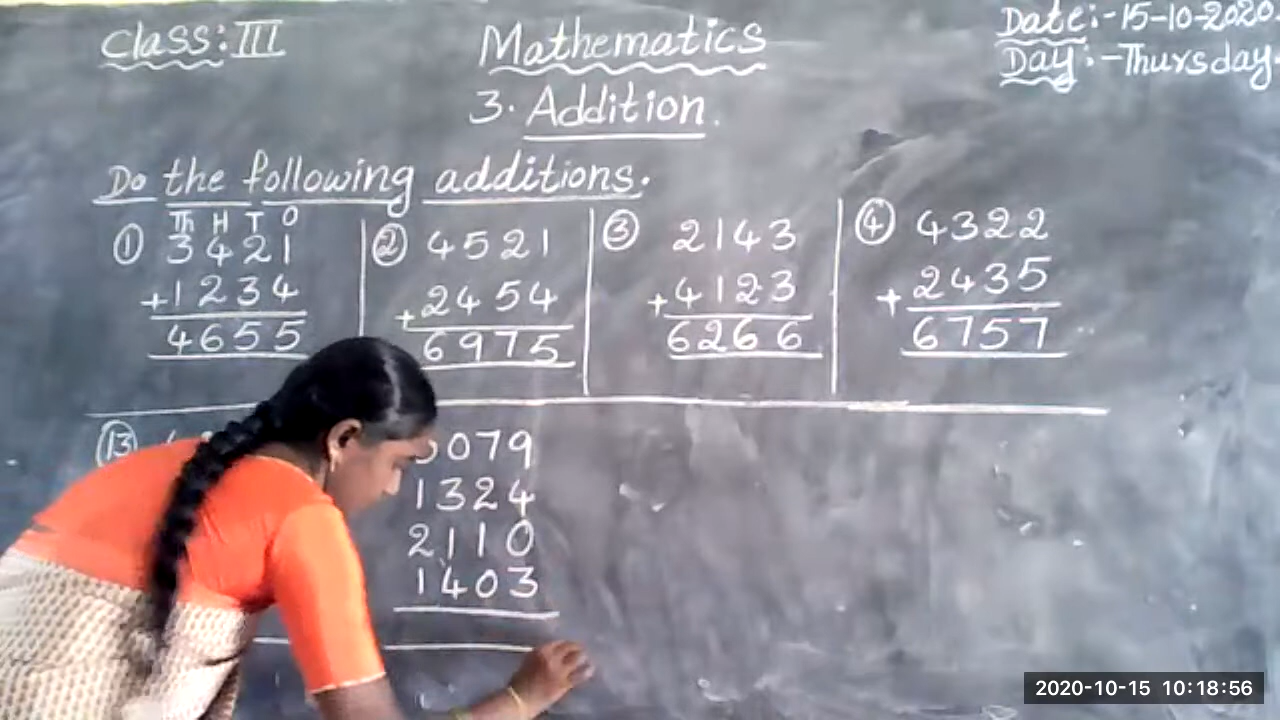 Class: III
Mathematics
Date:-15-10-2020.
Day:-Thursday.
3. Addition.
Do the following additions.
Th H T O
① 3421
+1234
4655
② 4521
+2454
6975
③ 2143
+4123
6266
④ 4322
+2435
6757
⑬
079
1324
2110
1403
2020-10-15 10:18:56